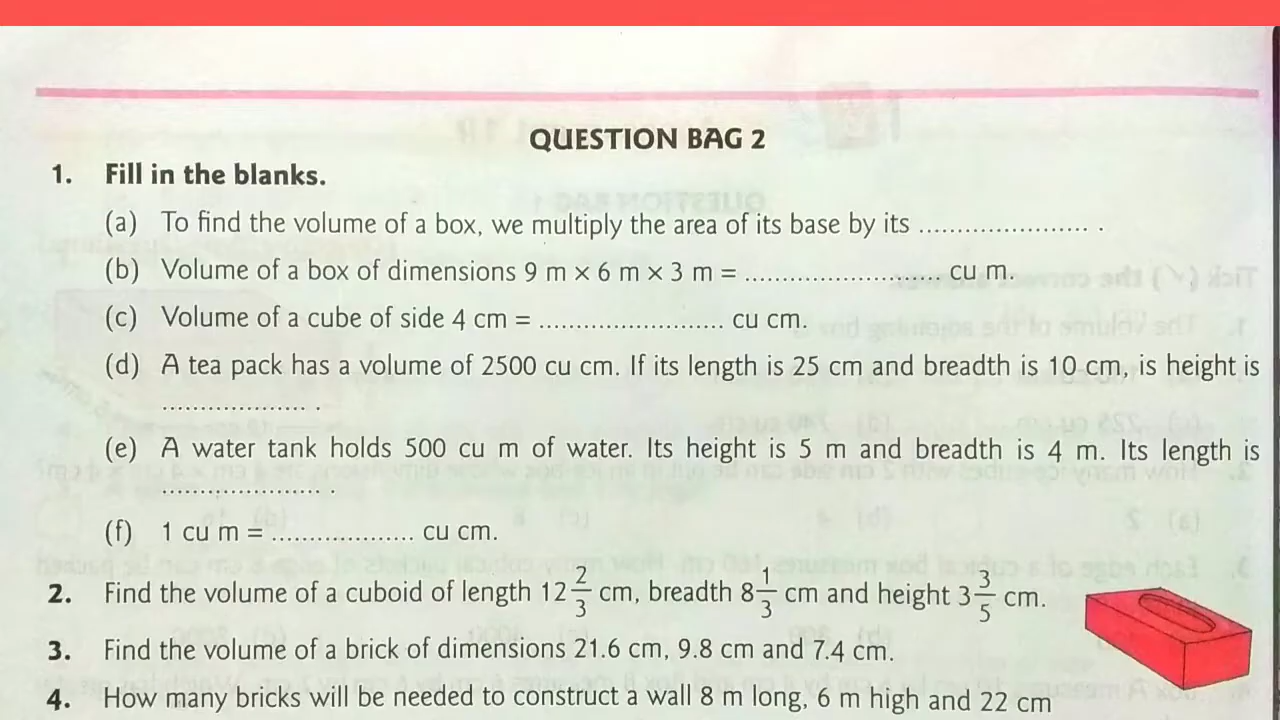 QUESTION BAG 2
1. Fill in the blanks.
(a) To find the volume of a box, we multiply the area of its base by its ...................... .
(b) Volume of a box of dimensions 9 m × 6 m × 3 m = .......................... cu m.
(c) Volume of a cube of side 4 cm = ........................ cu cm.
(d) A tea pack has a volume of 2500 cu cm. If its length is 25 cm and breadth is 10 cm, is height is
................... .
(e) A water tank holds 500 cu m of water. Its height is 5 m and breadth is 4 m. Its length is
..................... .
(f) 1 cu m = ................... cu cm.
2. Find the volume of a cuboid of length 12 2/3 cm, breadth 8 1/3 cm and height 3 3/5 cm.
3. Find the volume of a brick of dimensions 21.6 cm, 9.8 cm and 7.4 cm.
4. How many bricks will be needed to construct a wall 8 m long, 6 m high and 22 cm